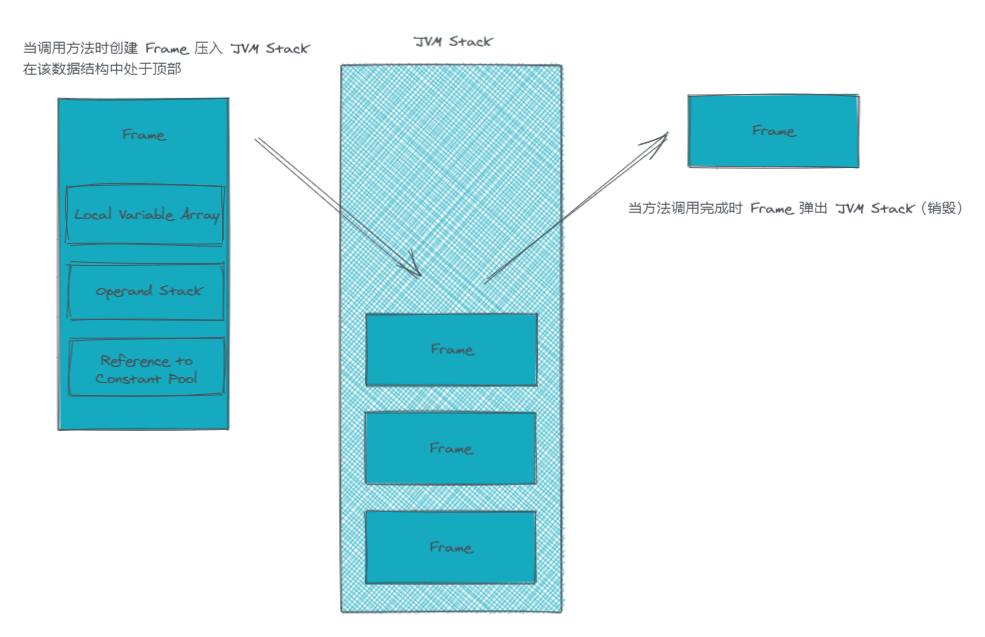 当调用方法时创建 Frame 压入 JVM Stack
在该数据结构中处于顶部
Frame
Local Variable Array
Operand Stack
Reference to
Constant Pool
JVM Stack
Frame
Frame
Frame
Frame
当方法调用完成时 Frame 弹出 JVM Stack（销毁）